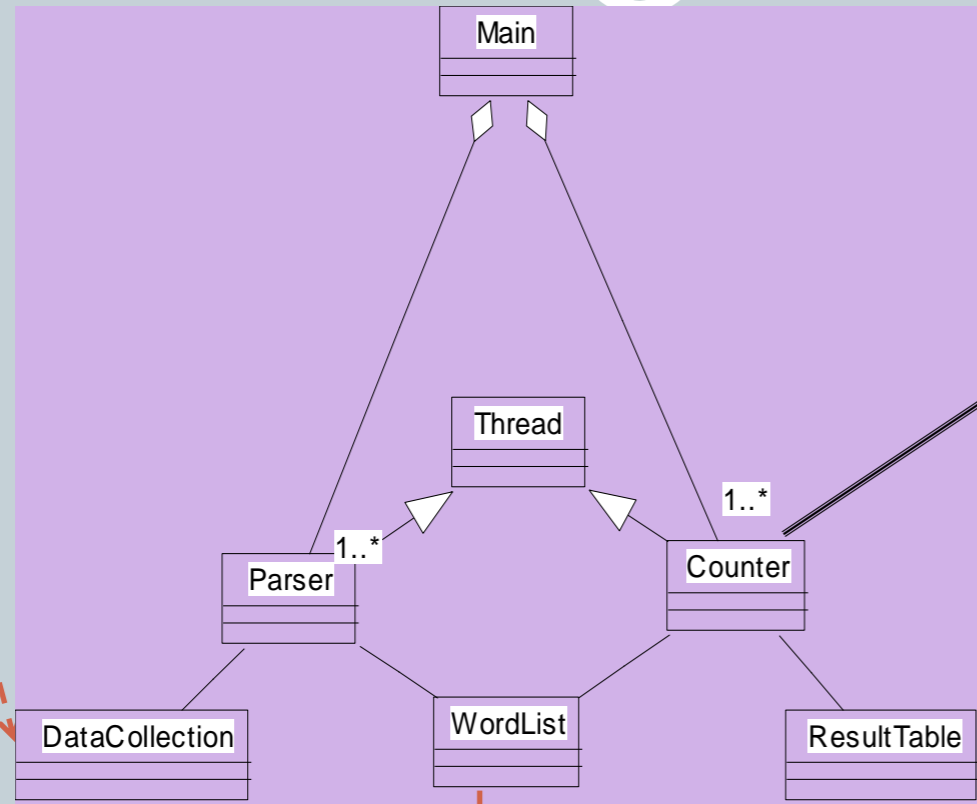 Main
Thread
1..*
1..*
Parser
Counter
DataCollection
WordList
ResultTable